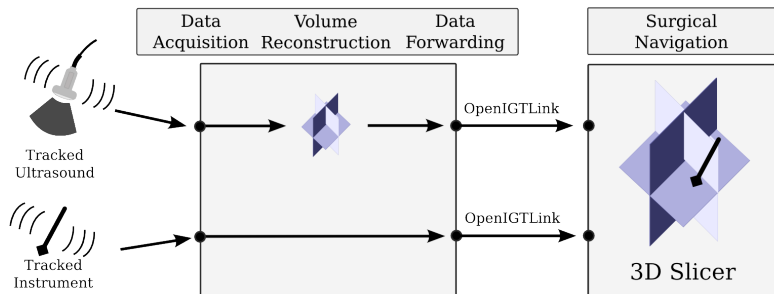 Data Acquisition
Volume Reconstruction
Data Forwarding
Surgical Navigation
Tracked
Ultrasound
OpenIGTLink
Tracked
Instrument
OpenIGTLink
3D Slicer